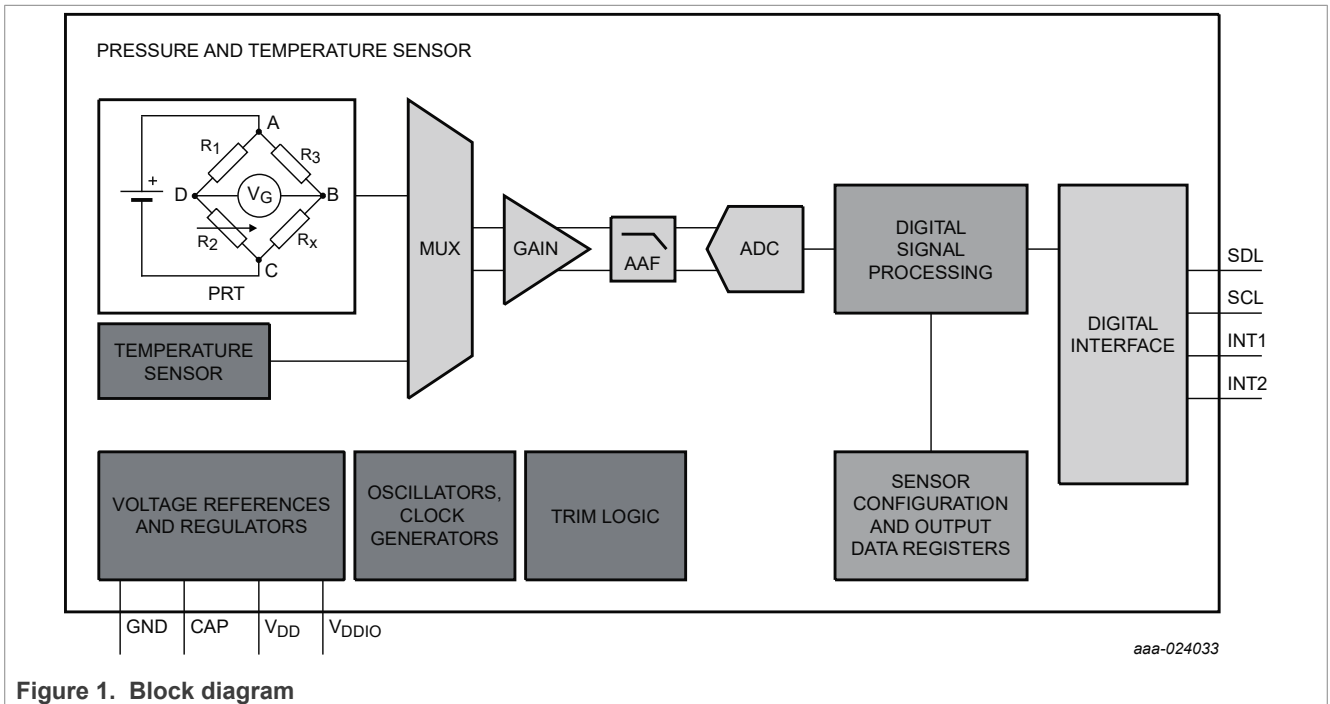 PRESSURE AND TEMPERATURE SENSOR
A
R1
R3
+
D
VG
B
R2
Rx
C
PRT
MUX
GAIN
AAF
ADC
DIGITAL
SIGNAL
PROCESSING
DIGITAL
INTERFACE
SDL
SCL
INT1
INT2
TEMPERATURE
SENSOR
VOLTAGE REFERENCES
AND REGULATORS
OSCILLATORS,
CLOCK
GENERATORS
TRIM LOGIC
SENSOR
CONFIGURATION
AND OUTPUT
DATA REGISTERS
GND
CAP
VDD
VDDIO
aaa-024033
Figure 1. Block diagram